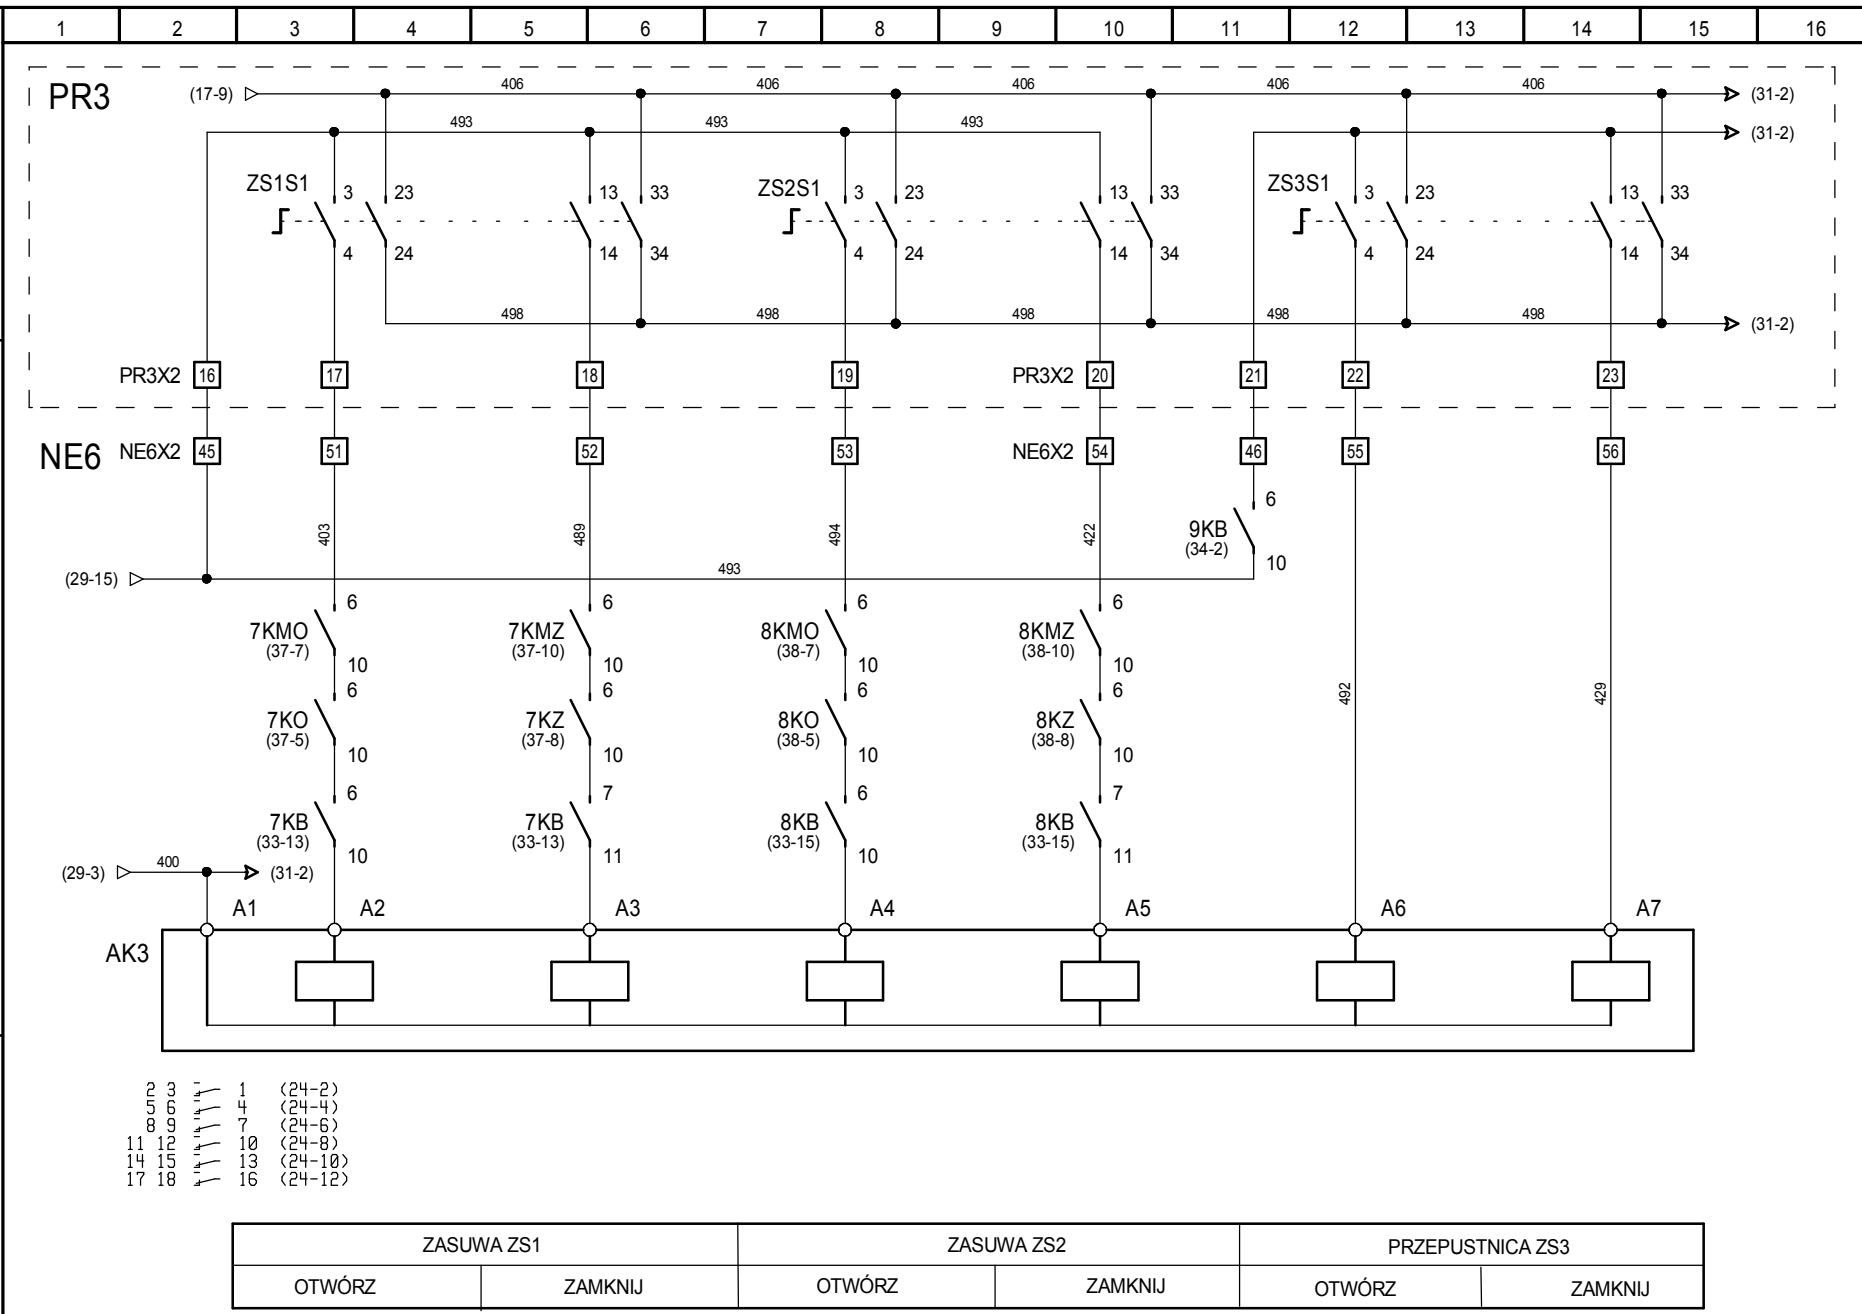 1 2 3 4 5 6 7 8 9 10 11 12 13 14 15 16
PR3 (17-9) 406 406 406 406 406 (31-2)
493 493 493 (31-2)
ZS1S1 3 23 13 33 ZS2S1 3 23 13 33 ZS3S1 3 23 13 33
4 24 14 34 4 24 14 34 4 24 14 34
498 498 498 498 498 (31-2)
PR3X2 16 17 18 19 PR3X2 20 21 22 23
NE6 NE6X2 45 51 52 53 NE6X2 54 46 55 56
6
403 489 494 422 9KB
(34-2)
10
(29-15) 493
6 6 6 6
7KMO 7KMZ 8KMO 8KMZ
(37-7) (37-10) (38-7) (38-10)
10 10 10 10
6 6 6 6 492 429
7KO 7KZ 8KO 8KZ
(37-5) (37-8) (38-5) (38-8)
10 10 10 10
6 7 6 7
7KB 7KB 8KB 8KB
(33-13) (33-13) (33-15) (33-15)
10 11 10 11
(29-3) 400 (31-2)
A1 A2 A3 A4 A5 A6 A7
AK3
2 3 1 (24-2)
5 6 4 (24-4)
8 9 7 (24-6)
11 12 10 (24-8)
14 15 13 (24-10)
17 18 16 (24-12)
ZASUWA ZS1 ZASUWA ZS2 PRZEPUSTNICA ZS3
OTWÓRZ ZAMKNIJ OTWÓRZ ZAMKNIJ OTWÓRZ ZAMKNIJ